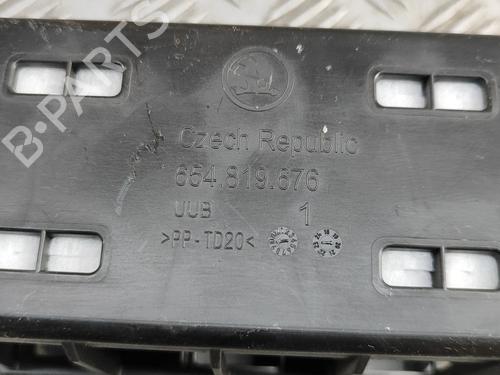 B-PARTS
Czech Republic
654.819.676
UUB 1
>PP-TD20<